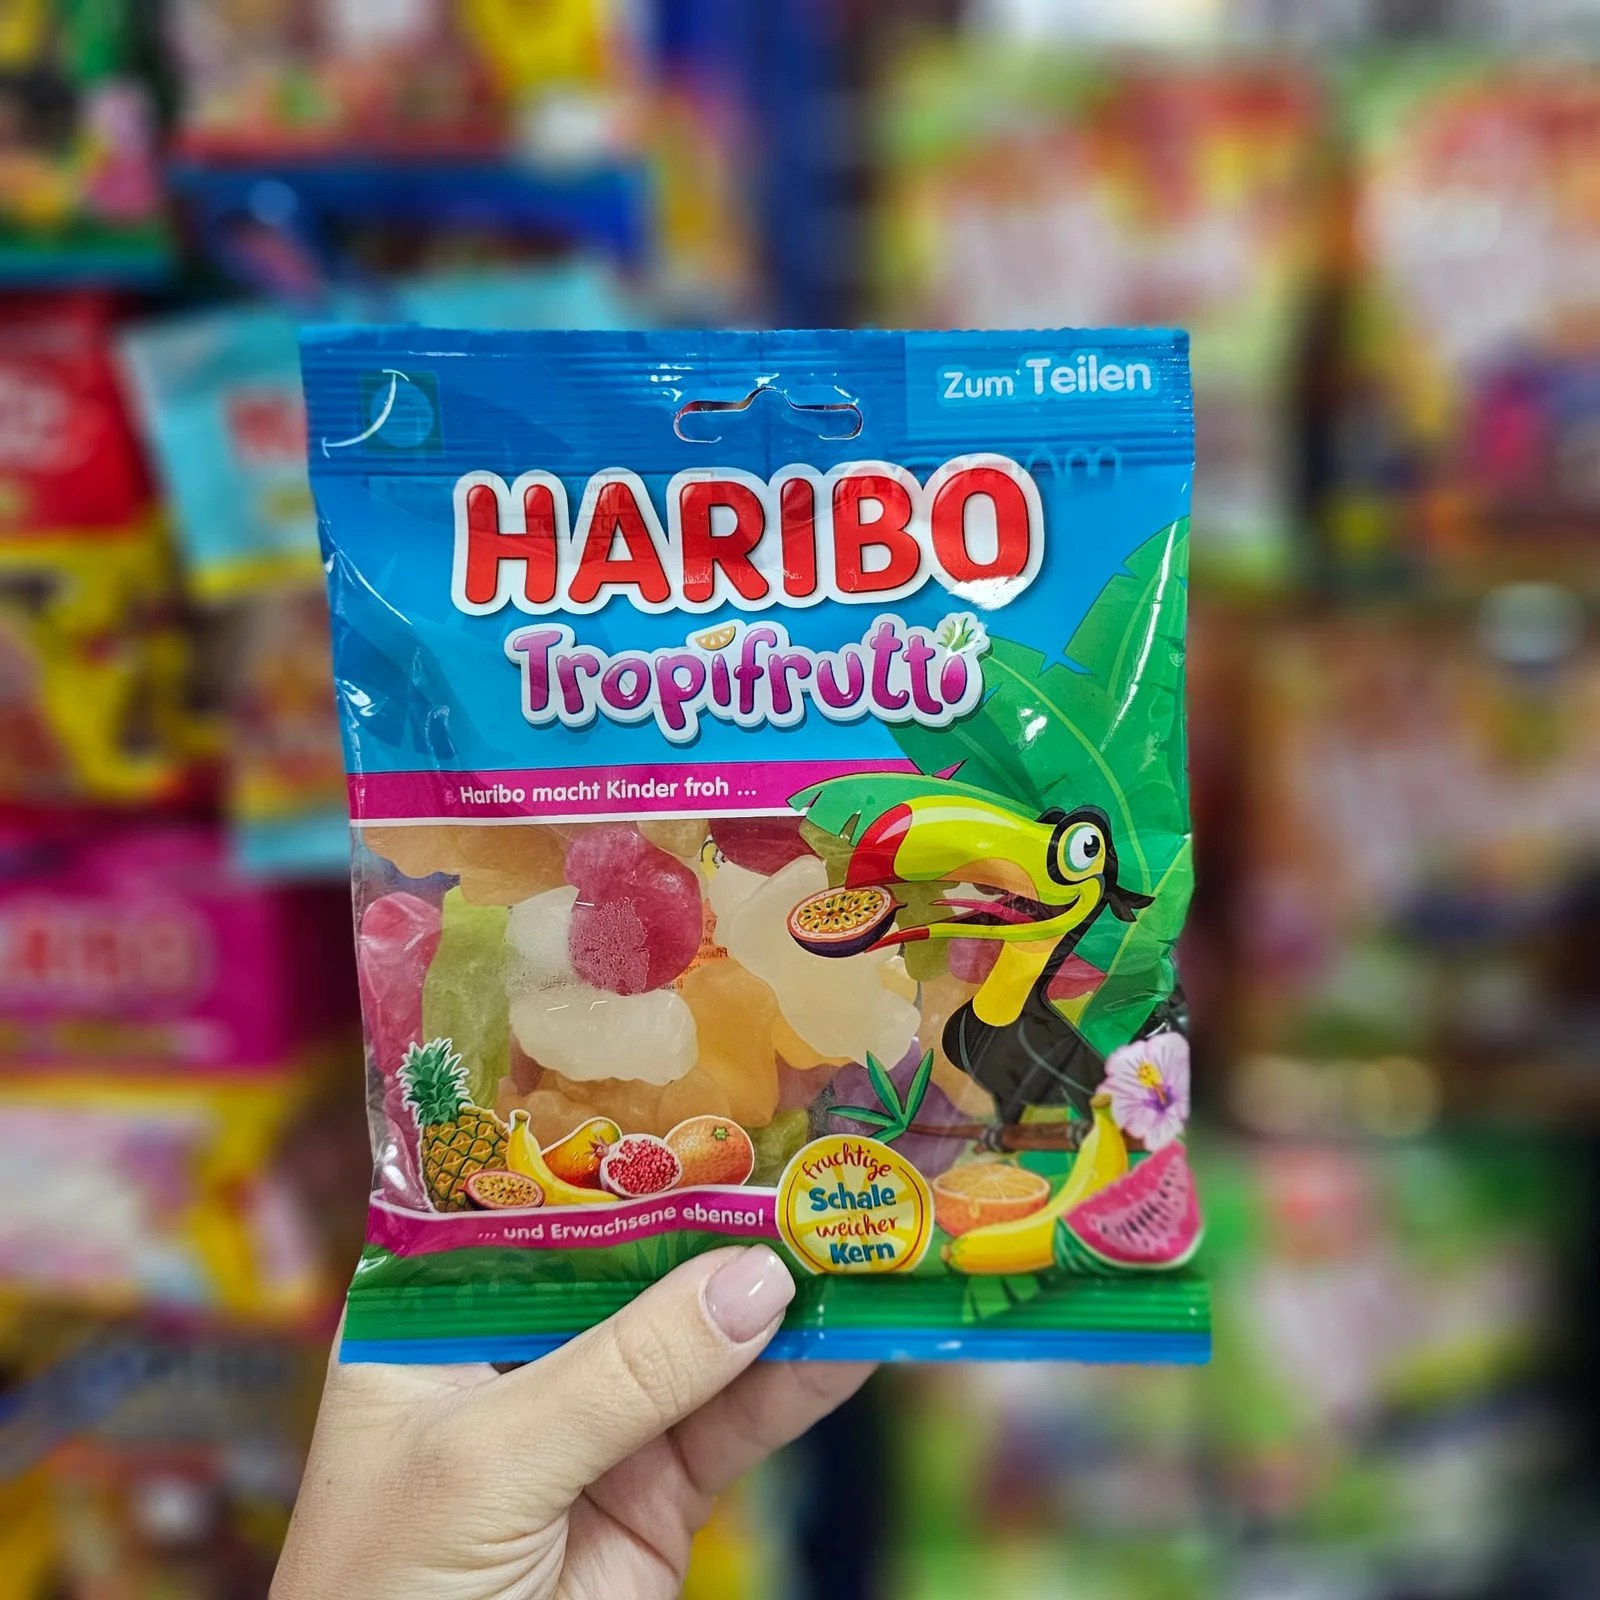 Zum Teilen
HARIBO
Tropifrutti
Haribo macht Kinder froh ...
... und Erwachsene ebenso!
fruchtige
Schale
weicher
Kern